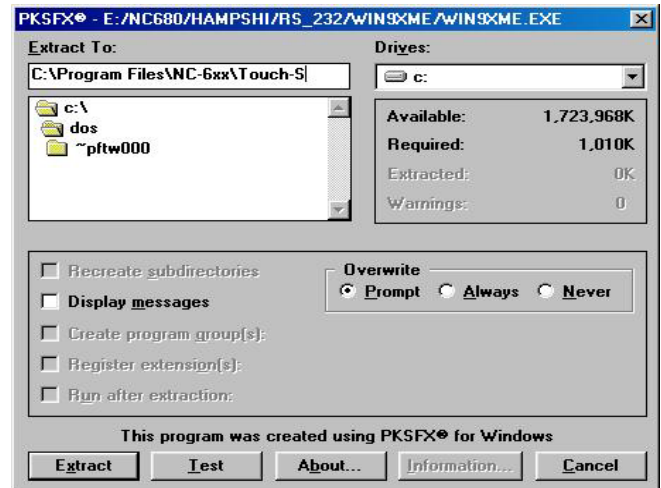 PKSFX® - E:/NC680/HAMPSHI/RS_232/WIN9XME/WIN9XME.EXE
Extract To:
C:\Program Files\NC-6xx\Touch-S
c:\
dos
~pftw000
Drives:
c:
Available: 1,723,968K
Required: 1,010K
Extracted: 0K
Warnings: 0
Recreate subdirectories
Display messages
Create program group(s):
Register extension(s):
Run after extraction:
Overwrite
Prompt Always Never
This program was created using PKSFX® for Windows
Extract Test About... Information... Cancel